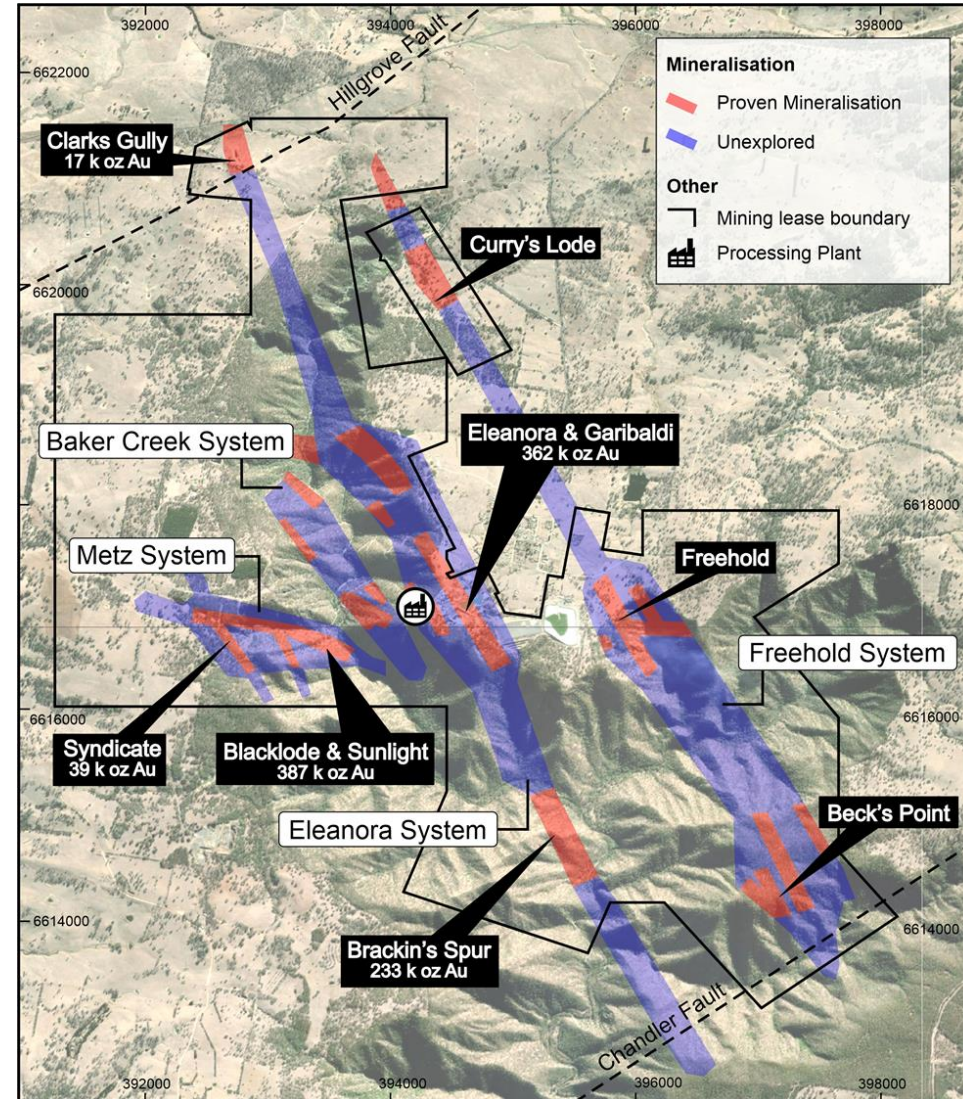 392000
394000
396000
398000
6622000
Hillgrove Fault
Mineralisation
Proven Mineralisation
Unexplored
Other
Mining lease boundary
Processing Plant
Clarks Gully
17 k oz Au
Curry's Lode
6620000
Baker Creek System
Eleanora & Garibaldi
362 k oz Au
6618000
Metz System
Freehold
Freehold System
6616000
6616000
Syndicate
39 k oz Au
Blacklode & Sunlight
387 k oz Au
Eleanora System
Beck's Point
6614000
6614000
Brackin's Spur
233 k oz Au
Chandler Fault
392000
394000
396000
398000